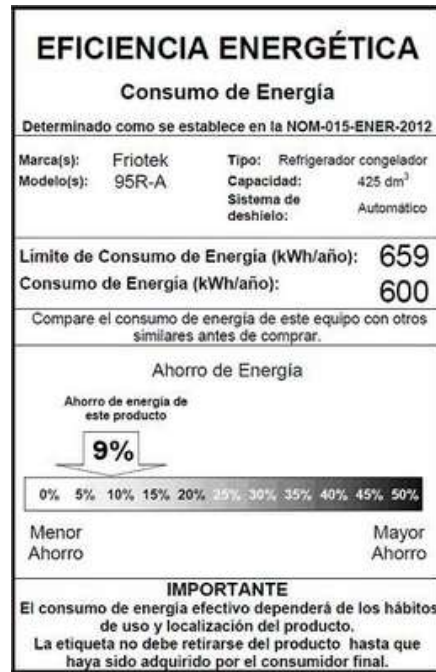 EFICIENCIA ENERGÉTICA
Consumo de Energía
Determinado como se establece en la NOM-015-ENER-2012
Marca(s): Friotek
Modelo(s): 95R-A
Tipo: Refrigerador congelador
Capacidad: 425 dm³
Sistema de deshielo: Automático
Límite de Consumo de Energía (kWh/año): 659
Consumo de Energía (kWh/año): 600
Compare el consumo de energía de este equipo con otros
similares antes de comprar.
Ahorro de Energía
Ahorro de energía de
este producto
9%
0% 5% 10% 15% 20% 25% 30% 35% 40% 45% 50%
Menor
Ahorro
Mayor
Ahorro
IMPORTANTE
El consumo de energía efectivo dependerá de los hábitos
de uso y localización del producto.
La etiqueta no debe retirarse del producto hasta que
haya sido adquirido por el consumidor final.